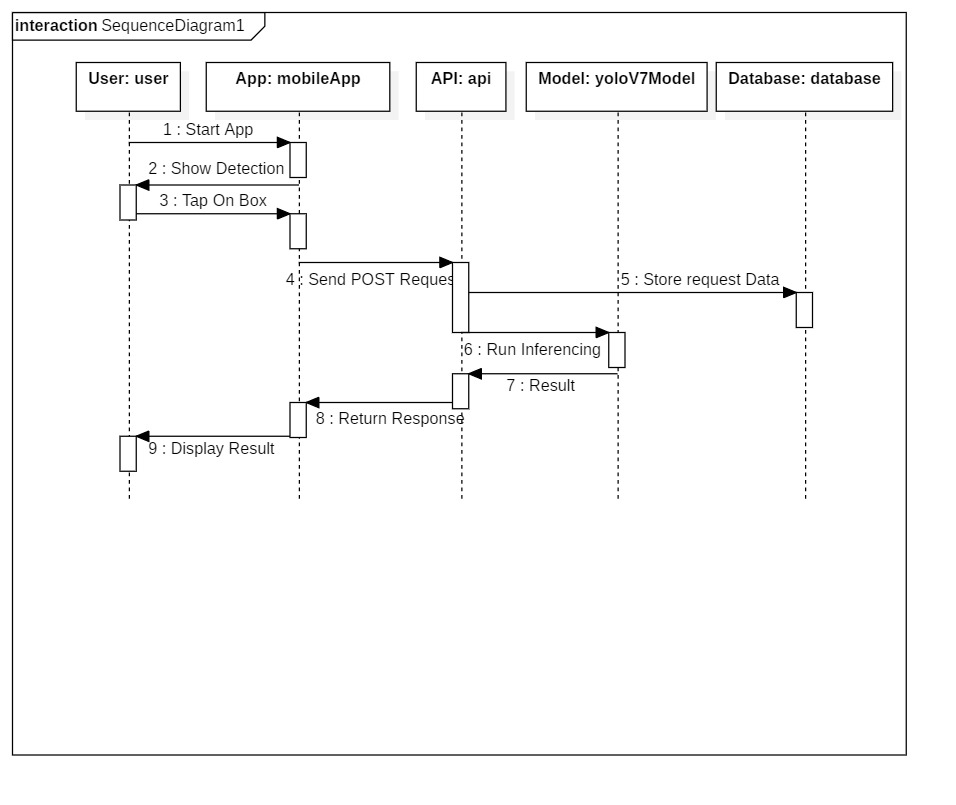 interaction SequenceDiagram1
User: user
App: mobileApp
API: api
Model: yoloV7Model
Database: database
1 : Start App
2 : Show Detection
3 : Tap On Box
4 : Send POST Reques
5 : Store request Data
6 : Run Inferencing
7 : Result
8 : Return Response
9 : Display Result